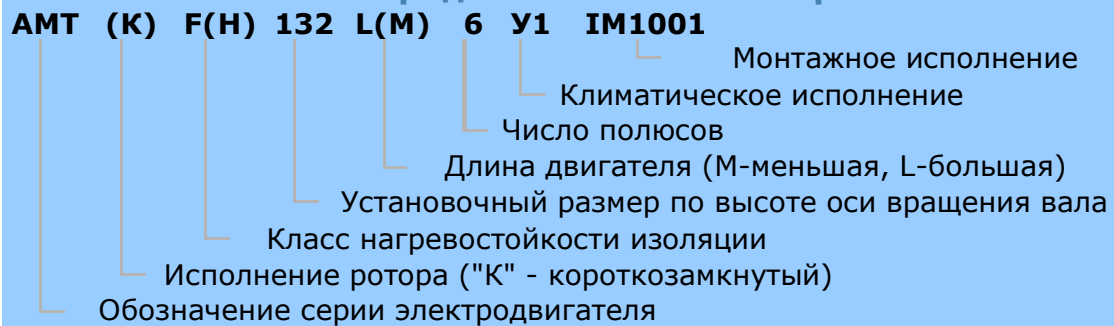 АМТ (К) F(Н) 132 L(М) 6 У1 IM1001
Монтажное исполнение
Климатическое исполнение
Число полюсов
Длина двигателя (М-меньшая, L-большая)
Установочный размер по высоте оси вращения вала
Класс нагревостойкости изоляции
Исполнение ротора ("К" - короткозамкнутый)
Обозначение серии электродвигателя